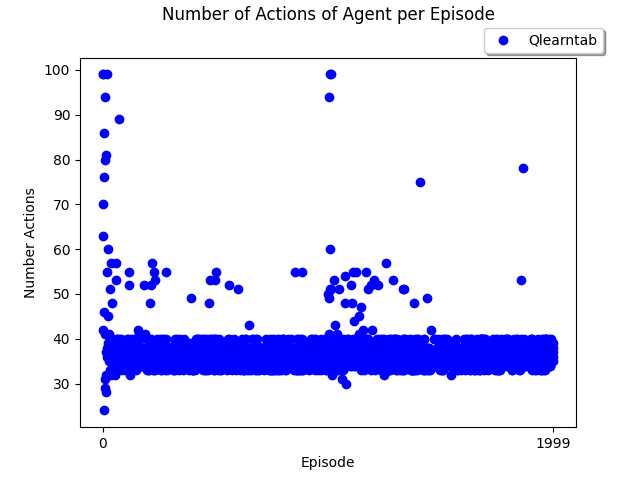 Number of Actions of Agent per Episode
Qlearntab
100
90
80
70
60
50
40
30
Number Actions
0
1999
Episode